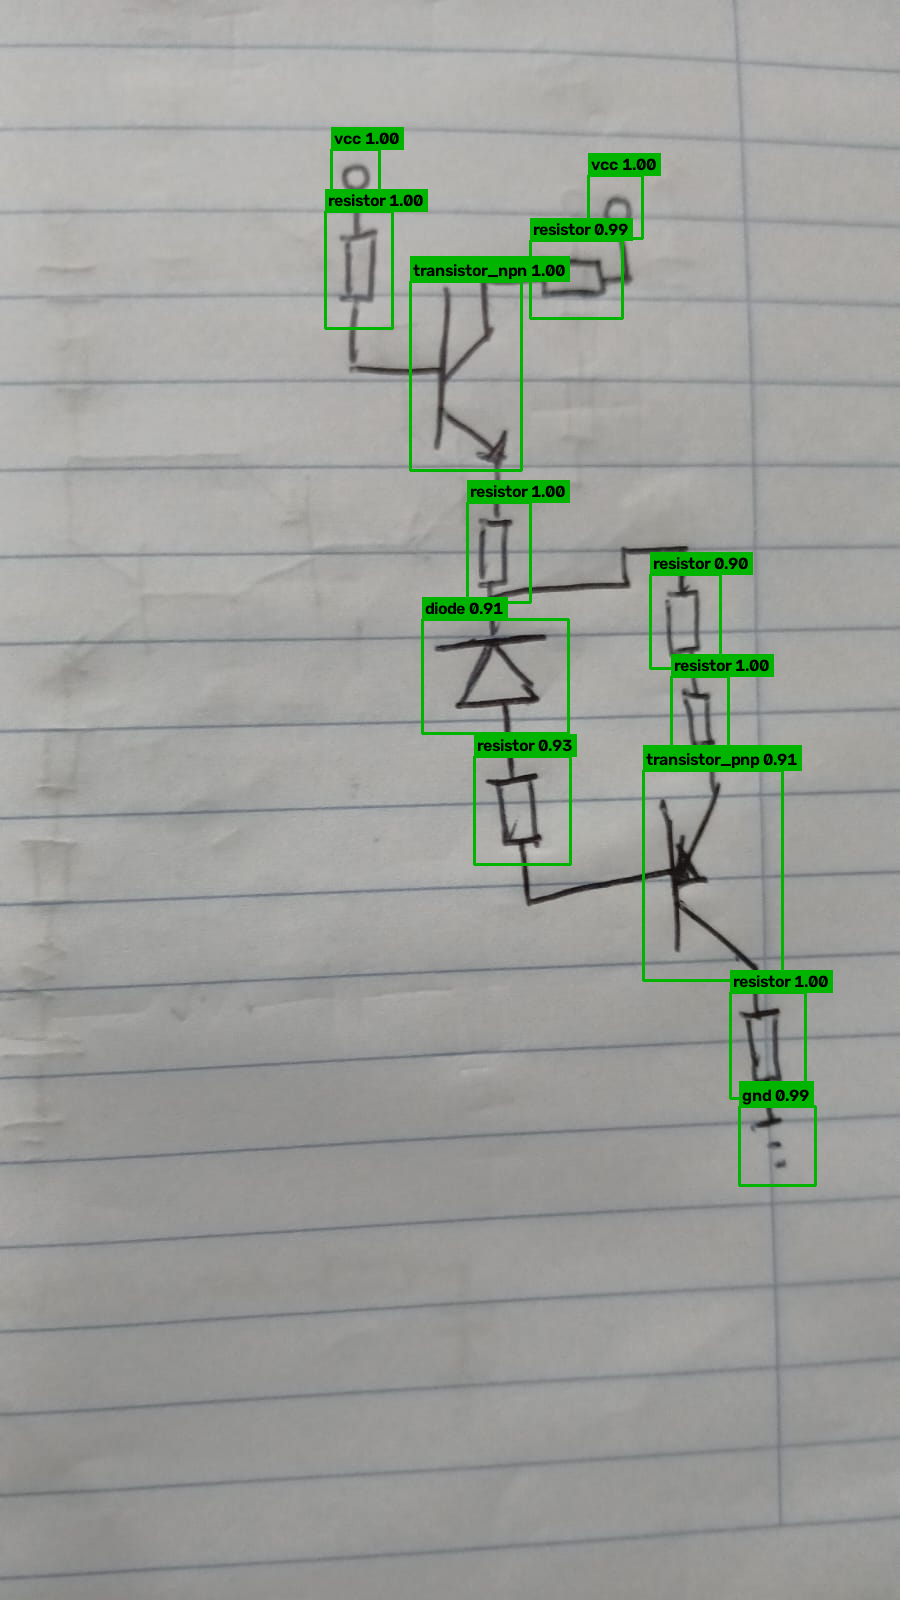 vcc 1.00
vcc 1.00
resistor 1.00
resistor 0.99
transistor_npn 1.00
resistor 1.00
resistor 0.90
diode 0.91
resistor 1.00
resistor 0.93
transistor_pnp 0.91
resistor 1.00
gnd 0.99